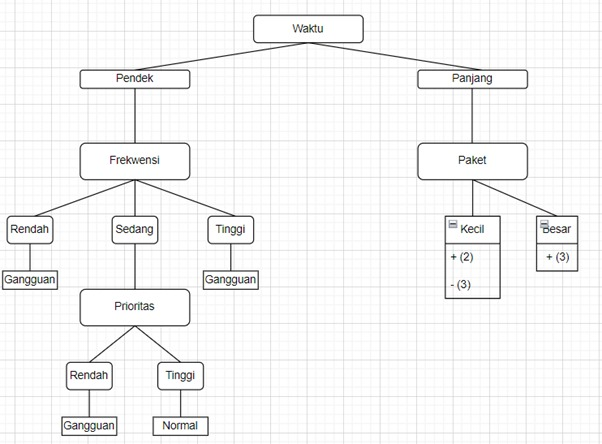 Waktu
Pendek
Panjang
Frekwensi
Paket
Rendah
Sedang
Tinggi
Kecil
Besar
+ (2)
+ (3)
- (3)
Gangguan
Gangguan
Prioritas
Rendah
Tinggi
Gangguan
Normal